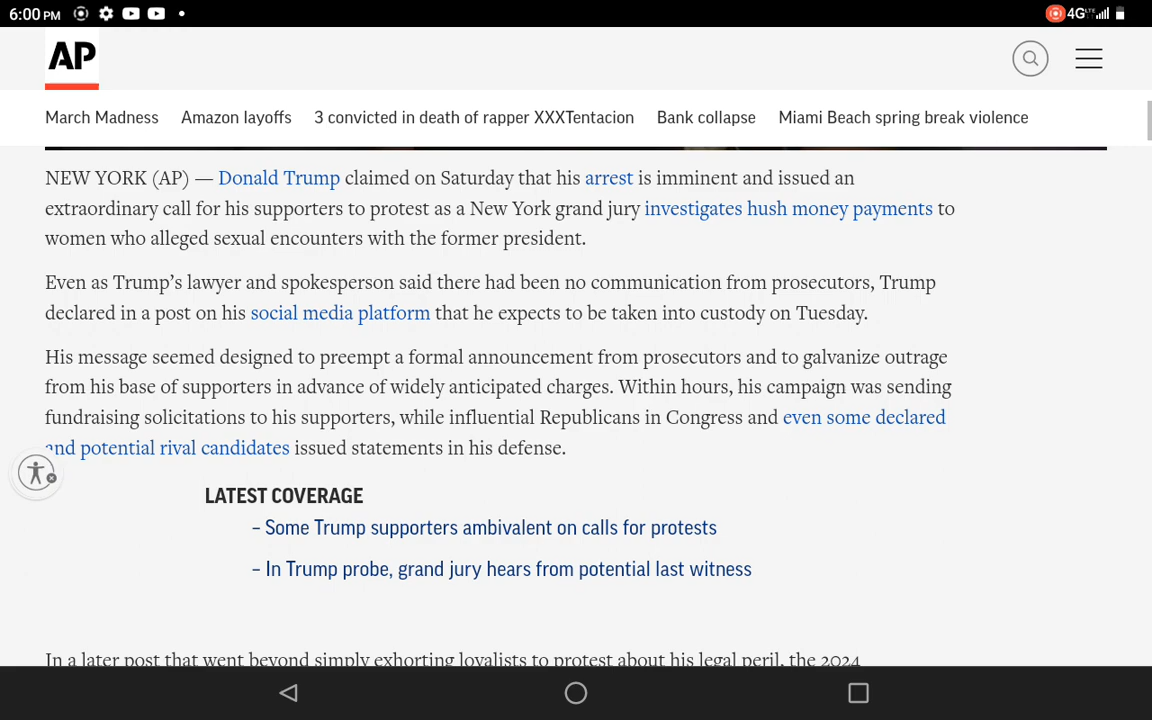 6:00 PM
4G LTE
AP
March Madness Amazon layoffs 3 convicted in death of rapper XXXTentacion Bank collapse Miami Beach spring break violence
NEW YORK (AP) — Donald Trump claimed on Saturday that his arrest is imminent and issued an
extraordinary call for his supporters to protest as a New York grand jury investigates hush money payments to
women who alleged sexual encounters with the former president.
Even as Trump’s lawyer and spokesperson said there had been no communication from prosecutors, Trump
declared in a post on his social media platform that he expects to be taken into custody on Tuesday.
His message seemed designed to preempt a formal announcement from prosecutors and to galvanize outrage
from his base of supporters in advance of widely anticipated charges. Within hours, his campaign was sending
fundraising solicitations to his supporters, while influential Republicans in Congress and even some declared
and potential rival candidates issued statements in his defense.
LATEST COVERAGE
– Some Trump supporters ambivalent on calls for protests
– In Trump probe, grand jury hears from potential last witness
In a later post that went beyond simply exhorting loyalists to protest about his legal peril, the 2024